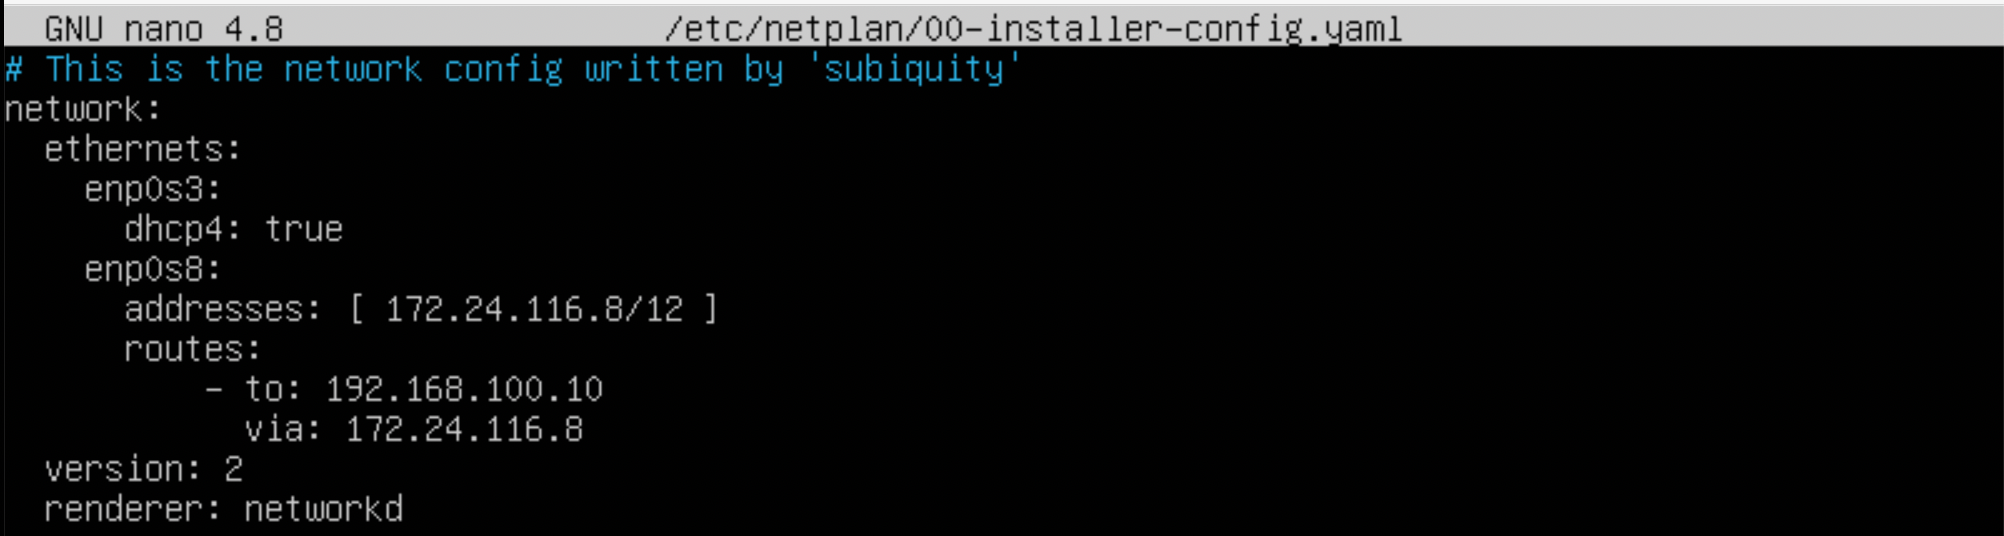 GNU nano 4.8 /etc/netplan/00-installer-config.yaml
# This is the network config written by 'subiquity'
network:
  ethernets:
    enp0s3:
      dhcp4: true
    enp0s8:
      addresses: [ 172.24.116.8/12 ]
      routes:
          - to: 192.168.100.10
            via: 172.24.116.8
  version: 2
  renderer: networkd